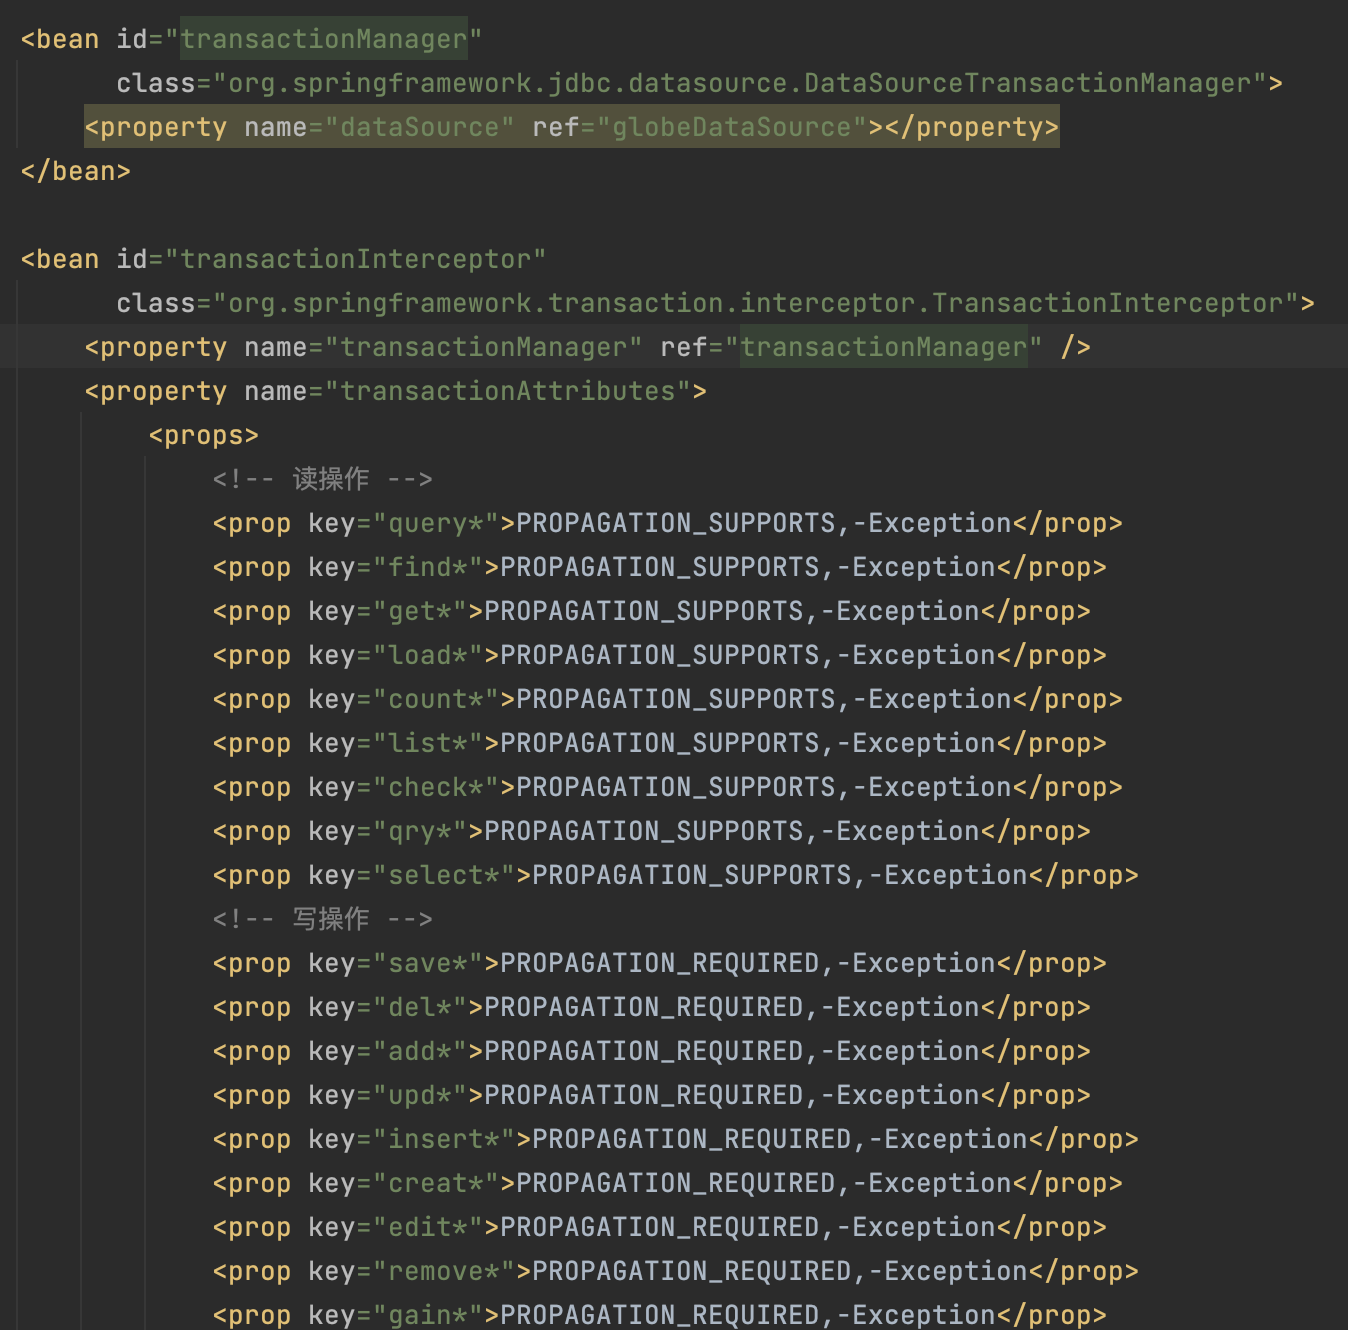 <bean id="transactionManager"
class="org.springframework.jdbc.datasource.DataSourceTransactionManager">
<property name="dataSource" ref="globeDataSource"></property>
</bean>
<bean id="transactionInterceptor"
class="org.springframework.transaction.interceptor.TransactionInterceptor">
<property name="transactionManager" ref="transactionManager" />
<property name="transactionAttributes">
<props>
<!-- 读操作 -->
<prop key="query*">PROPAGATION_SUPPORTS,-Exception</prop>
<prop key="find*">PROPAGATION_SUPPORTS,-Exception</prop>
<prop key="get*">PROPAGATION_SUPPORTS,-Exception</prop>
<prop key="load*">PROPAGATION_SUPPORTS,-Exception</prop>
<prop key="count*">PROPAGATION_SUPPORTS,-Exception</prop>
<prop key="list*">PROPAGATION_SUPPORTS,-Exception</prop>
<prop key="check*">PROPAGATION_SUPPORTS,-Exception</prop>
<prop key="qry*">PROPAGATION_SUPPORTS,-Exception</prop>
<prop key="select*">PROPAGATION_SUPPORTS,-Exception</prop>
<!-- 写操作 -->
<prop key="save*">PROPAGATION_REQUIRED,-Exception</prop>
<prop key="del*">PROPAGATION_REQUIRED,-Exception</prop>
<prop key="add*">PROPAGATION_REQUIRED,-Exception</prop>
<prop key="upd*">PROPAGATION_REQUIRED,-Exception</prop>
<prop key="insert*">PROPAGATION_REQUIRED,-Exception</prop>
<prop key="creat*">PROPAGATION_REQUIRED,-Exception</prop>
<prop key="edit*">PROPAGATION_REQUIRED,-Exception</prop>
<prop key="remove*">PROPAGATION_REQUIRED,-Exception</prop>
<prop key="gain*">PROPAGATION_REQUIRED,-Exception</prop>